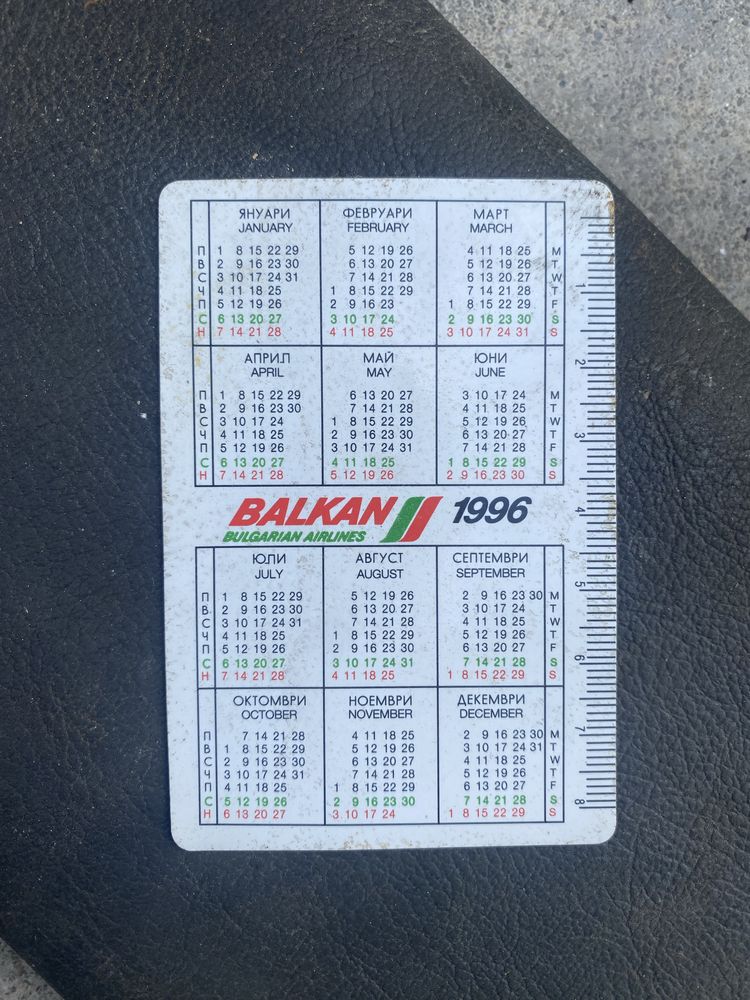 ЯНУАРИ ФЕВРУАРИ МАРТ
JANUARY FEBRUARY MARCH
П 1 8 15 22 29 5 12 19 26 4 11 18 25 M
В 2 9 16 23 30 6 13 20 27 5 12 19 26 T
С 3 10 17 24 31 7 14 21 28 6 13 20 27 W
Ч 4 11 18 25 1 8 15 22 29 7 14 21 28 T
П 5 12 19 26 2 9 16 23 1 8 15 22 29 F
С 6 13 20 27 3 10 17 24 2 9 16 23 30 S
Н 7 14 21 28 4 11 18 25 3 10 17 24 31 S
АПРИЛ МАЙ ЮНИ
APRIL MAY JUNE
П 1 8 15 22 29 6 13 20 27 3 10 17 24 M
В 2 9 16 23 30 7 14 21 28 4 11 18 25 T
С 3 10 17 24 1 8 15 22 29 5 12 19 26 W
Ч 4 11 18 25 2 9 16 23 30 6 13 20 27 T
П 5 12 19 26 3 10 17 24 31 7 14 21 28 F
С 6 13 20 27 4 11 18 25 1 8 15 22 29 S
Н 7 14 21 28 5 12 19 26 2 9 16 23 30 S
BALKAN 1996
BULGARIAN AIRLINES
ЮЛИ АВГУСТ СЕПТЕМВРИ
JULY AUGUST SEPTEMBER
П 1 8 15 22 29 5 12 19 26 2 9 16 23 30 M
В 2 9 16 23 30 6 13 20 27 3 10 17 24 T
С 3 10 17 24 31 7 14 21 28 4 11 18 25 W
Ч 4 11 18 25 1 8 15 22 29 5 12 19 26 T
П 5 12 19 26 2 9 16 23 30 6 13 20 27 F
С 6 13 20 27 3 10 17 24 31 7 14 21 28 S
Н 7 14 21 28 4 11 18 25 1 8 15 22 29 S
ОКТОМВРИ НОЕМВРИ ДЕКЕМВРИ
OCTOBER NOVEMBER DECEMBER
П 7 14 21 28 4 11 18 25 2 9 16 23 30 M
В 1 8 15 22 29 5 12 19 26 3 10 17 24 31 T
С 2 9 16 23 30 6 13 20 27 4 11 18 25 W
Ч 3 10 17 24 31 7 14 21 28 5 12 19 26 T
П 4 11 18 25 1 8 15 22 29 6 13 20 27 F
С 5 12 19 26 2 9 16 23 30 7 14 21 28 S
Н 6 13 20 27 3 10 17 24 1 8 15 22 29 S
1
2
3
4
5
6
7
8